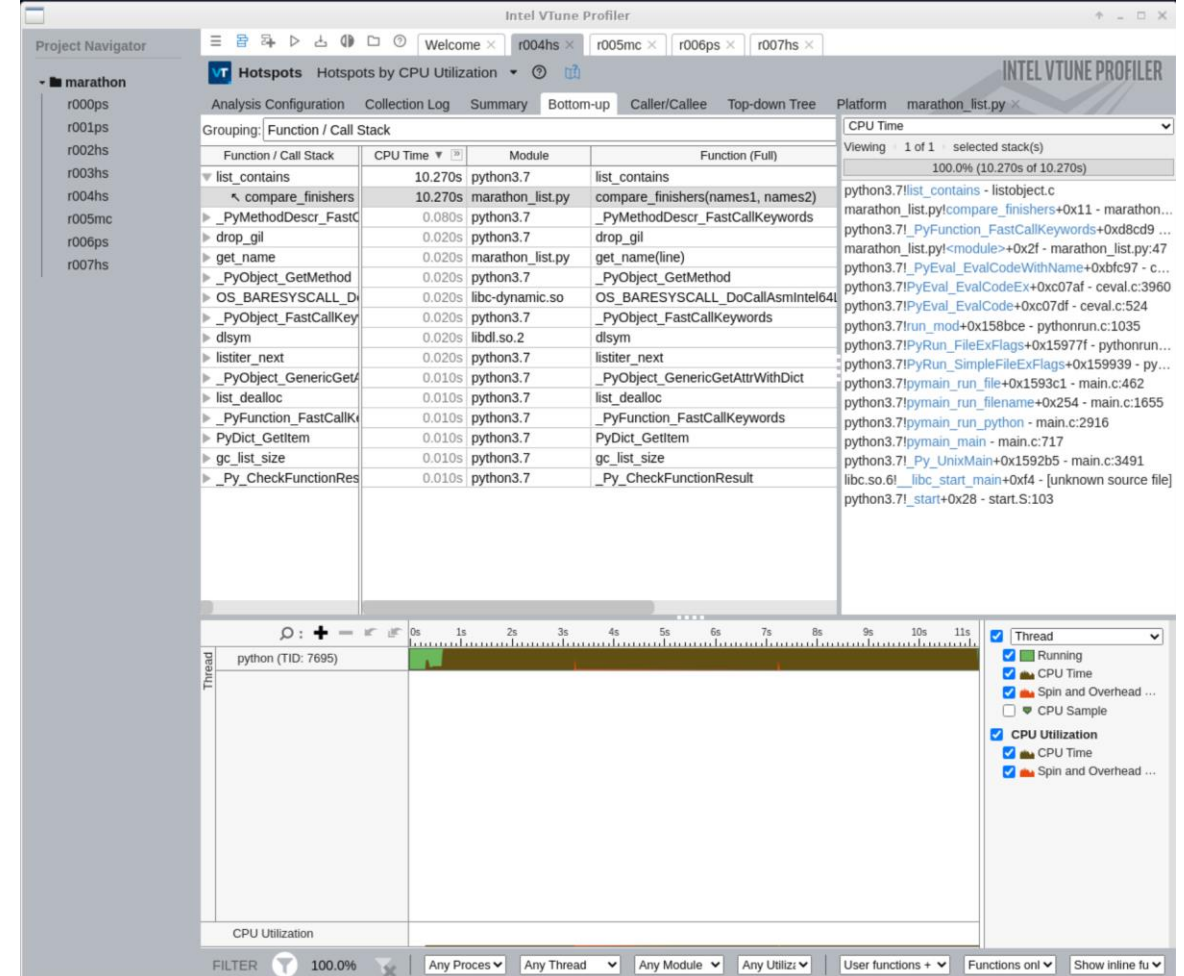 Intel VTune Profiler
Project Navigator
marathon
r000ps
r001ps
r002hs
r003hs
r004hs
r005mc
r006ps
r007hs
Welcome × r004hs × r005mc × r006ps × r007hs ×
VT Hotspots Hotspots by CPU Utilization INTEL VTUNE PROFILER
Analysis Configuration Collection Log Summary Bottom-up Caller/Callee Top-down Tree Platform marathon_list.py ×
Grouping: Function / Call Stack
Function / Call Stack CPU Time Module Function (Full)
list_contains 10.270s python3.7 list_contains
compare_finishers 10.270s marathon_list.py compare_finishers(names1, names2)
_PyMethodDescr_FastC 0.080s python3.7 _PyMethodDescr_FastCallKeywords
drop_gil 0.020s python3.7 drop_gil
get_name 0.020s marathon_list.py get_name(line)
_PyObject_GetMethod 0.020s python3.7 _PyObject_GetMethod
OS_BARESYSCALL_D 0.020s libc-dynamic.so OS_BARESYSCALL_DoCallAsmIntel64L
_PyObject_FastCallKey 0.020s python3.7 _PyObject_FastCallKeywords
dlsym 0.020s libdl.so.2 dlsym
listiter_next 0.020s python3.7 listiter_next
_PyObject_GenericGetA 0.010s python3.7 _PyObject_GenericGetAttrWithDict
list_dealloc 0.010s python3.7 list_dealloc
_PyFunction_FastCallK 0.010s python3.7 _PyFunction_FastCallKeywords
PyDict_GetItem 0.010s python3.7 PyDict_GetItem
gc_list_size 0.010s python3.7 gc_list_size
_Py_CheckFunctionRes 0.010s python3.7 _Py_CheckFunctionResult
CPU Time
Viewing 1 of 1 selected stack(s)
100.0% (10.270s of 10.270s)
python3.7!list_contains - listobject.c
marathon_list.py!compare_finishers+0x11 - marathon...
python3.7!_PyFunction_FastCallKeywords+0xd8cd9 ...
marathon_list.py!<module>+0x2f - marathon_list.py:47
python3.7!_PyEval_EvalCodeWithName+0xbfc97 - c...
python3.7!PyEval_EvalCodeEx+0xc07af - ceval.c:3960
python3.7!PyEval_EvalCode+0xc07df - ceval.c:524
python3.7!run_mod+0x158bce - pythonrun.c:1035
python3.7!PyRun_FileExFlags+0x15977f - pythonrun...
python3.7!PyRun_SimpleFileExFlags+0x159939 - py...
python3.7!pymain_run_file+0x1593c1 - main.c:462
python3.7!pymain_run_filename+0x254 - main.c:1655
python3.7!pymain_run_python - main.c:2916
python3.7!pymain_main - main.c:717
python3.7!_Py_UnixMain+0x1592b5 - main.c:3491
libc.so.6!__libc_start_main+0xf4 - [unknown source file]
python3.7!_start+0x28 - start.S:103
0s 1s 2s 3s 4s 5s 6s 7s 8s 9s 10s 11s
Thread
python (TID: 7695)
CPU Utilization
Thread
Running
CPU Time
Spin and Overhead ...
CPU Sample
CPU Utilization
CPU Time
Spin and Overhead ...
FILTER 100.0% Any Proces Any Thread Any Module Any Utiliz User functions + Functions onl Show inline fu